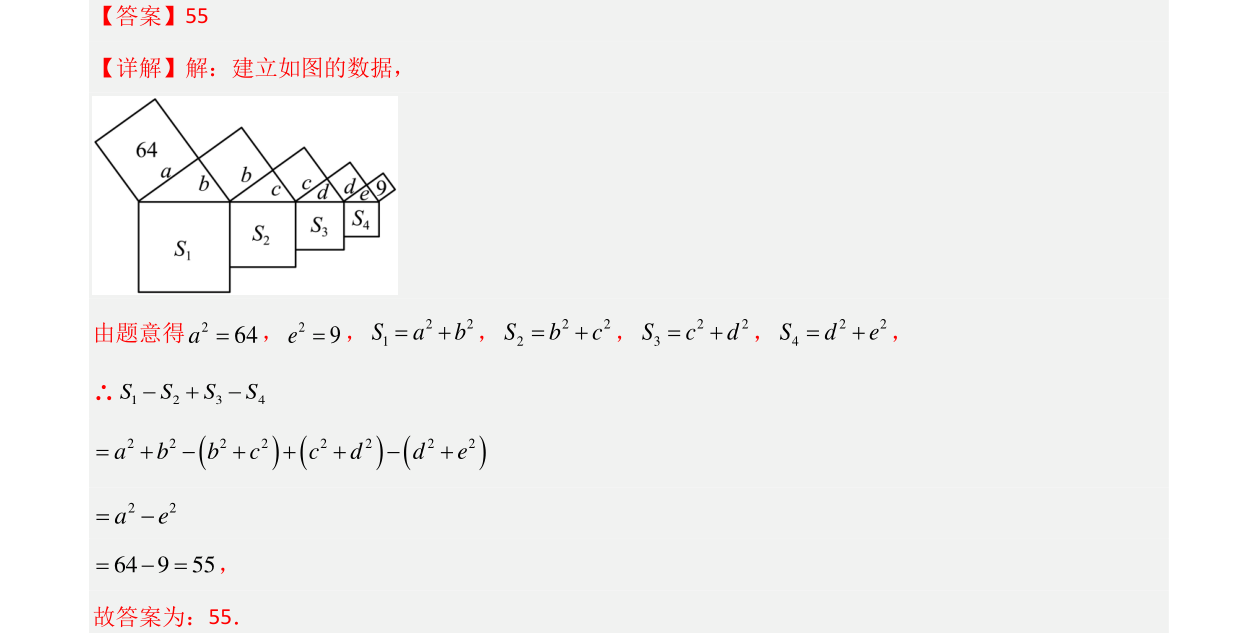 【答案】55
【详解】解：建立如图的数据，
64
a
b
b
c
c
d
d
e
9
S₁
S₂
S₃
S₄
由题意得 a² = 64， e² = 9， S₁ = a² + b²， S₂ = b² + c²， S₃ = c² + d²， S₄ = d² + e²，
∴ S₁ − S₂ + S₃ − S₄
= a² + b² − (b² + c²) + (c² + d²) − (d² + e²)
= a² − e²
= 64 − 9 = 55，
故答案为：55．